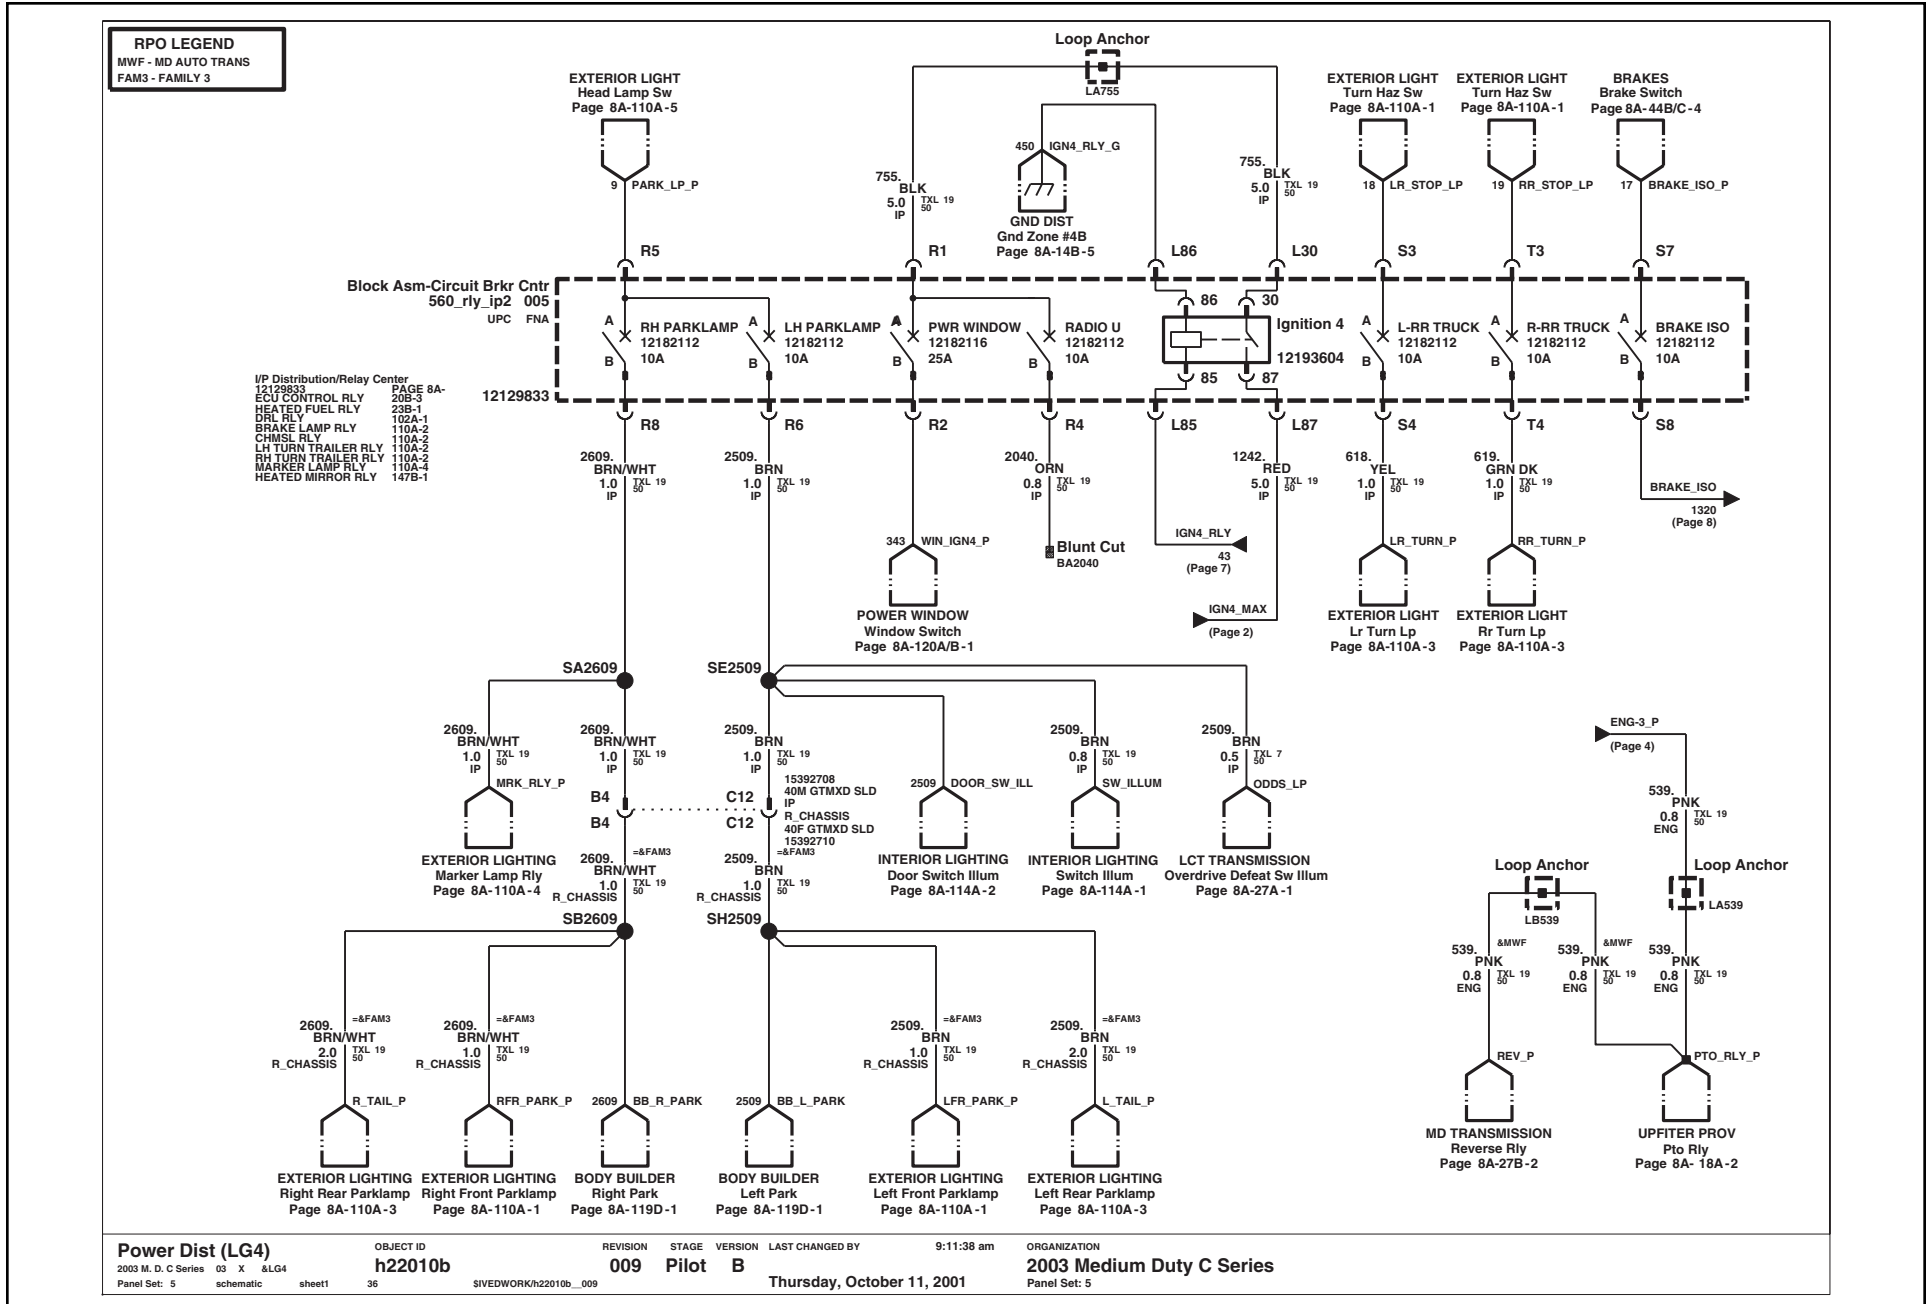 RPO LEGEND
MWF - MD AUTO TRANS
FAM3 - FAMILY 3
Loop Anchor
LA755
EXTERIOR LIGHT
Head Lamp Sw
Page 8A-110A-5
9 PARK_LP_P
R5
755.
BLK
5.0
IP
TXL 19
50
R1
450 IGN4_RLY_G
GND DIST
Gnd Zone #4B
Page 8A-14B-5
L86
755.
BLK
5.0
IP
TXL 19
50
L30
EXTERIOR LIGHT
Turn Haz Sw
Page 8A-110A-1
18 LR_STOP_LP
S3
EXTERIOR LIGHT
Turn Haz Sw
Page 8A-110A-1
19 RR_STOP_LP
T3
BRAKES
Brake Switch
Page 8A-44B/C-4
17 BRAKE_ISO_P
S7
Block Asm-Circuit Brkr Cntr
560_rly_ip2 005
UPC FNA
12129833
A
B
RH PARKLAMP
12182112
10A
A
B
LH PARKLAMP
12182112
10A
A
B
PWR WINDOW
12182116
25A
RADIO U
12182112
10A
86 30
Ignition 4
12193604
85 87
A
B
L-RR TRUCK
12182112
10A
A
B
R-RR TRUCK
12182112
10A
A
B
BRAKE ISO
12182112
10A
I/P Distribution/Relay Center
12129833 PAGE 8A-
ECU CONTROL RLY 20B-3
HEATED FUEL RLY 23B-1
DRL RLY 102A-1
BRAKE LAMP RLY 110A-2
CHMSL RLY 110A-2
LH TURN TRAILER RLY 110A-2
RH TURN TRAILER RLY 110A-2
MARKER LAMP RLY 110A-4
HEATED MIRROR RLY 147B-1
R8
R6
R2
R4
L85
L87
S4
T4
S8
2609.
BRN/WHT
1.0
IP
TXL 19
50
2509.
BRN
1.0
IP
TXL 19
50
2040.
ORN
0.8
IP
TXL 19
50
1242.
RED
5.0
IP
TXL 19
50
618.
YEL
1.0
IP
TXL 19
50
619.
GRN DK
1.0
IP
TXL 19
50
BRAKE_ISO
1320
(Page 8)
343 WIN_IGN4_P
POWER WINDOW
Window Switch
Page 8A-120A/B-1
Blunt Cut
BA2040
IGN4_RLY
43
(Page 7)
IGN4_MAX
(Page 2)
LR_TURN_P
EXTERIOR LIGHT
Lr Turn Lp
Page 8A-110A-3
RR_TURN_P
EXTERIOR LIGHT
Rr Turn Lp
Page 8A-110A-3
SA2609
SE2509
2609.
BRN/WHT
1.0
IP
TXL 19
50
MRK_RLY_P
EXTERIOR LIGHTING
Marker Lamp Rly
Page 8A-110A-4
2609.
BRN/WHT
1.0
IP
TXL 19
50
B4
B4
2509.
BRN
1.0
IP
TXL 19
50
C12
C12
15392708
40M GTMXD SLD
IP
R_CHASSIS
40F GTMXD SLD
15392710
2509 DOOR_SW_ILL
INTERIOR LIGHTING
Door Switch Illum
Page 8A-114A-2
2509.
BRN
0.8
IP
TXL 19
50
SW_ILLUM
INTERIOR LIGHTING
Switch Illum
Page 8A-114A-1
2509.
BRN
0.5
IP
TXL 7
50
ODDS_LP
LCT TRANSMISSION
Overdrive Defeat Sw Illum
Page 8A-27A-1
=&FAM3
2609.
BRN/WHT
1.0
R_CHASSIS
TXL 19
50
SB2609
=&FAM3
2509.
BRN
1.0
R_CHASSIS
TXL 19
50
SH2509
ENG-3_P
(Page 4)
539.
PNK
0.8
ENG
TXL 19
50
Loop Anchor
LB539
Loop Anchor
LA539
&MWF
539.
PNK
0.8
ENG
TXL 19
50
REV_P
MD TRANSMISSION
Reverse Rly
Page 8A-27B-2
&MWF
539.
PNK
0.8
ENG
TXL 19
50
539.
PNK
0.8
ENG
TXL 19
50
PTO_RLY_P
UPFITER PROV
Pto Rly
Page 8A- 18A-2
=&FAM3
2609.
BRN/WHT
2.0
R_CHASSIS
TXL 19
50
R_TAIL_P
EXTERIOR LIGHTING
Right Rear Parklamp
Page 8A-110A-3
=&FAM3
2609.
BRN/WHT
1.0
R_CHASSIS
TXL 19
50
RFR_PARK_P
EXTERIOR LIGHTING
Right Front Parklamp
Page 8A-110A-1
2609 BB_R_PARK
BODY BUILDER
Right Park
Page 8A-119D-1
2509 BB_L_PARK
BODY BUILDER
Left Park
Page 8A-119D-1
=&FAM3
2509.
BRN
1.0
R_CHASSIS
TXL 19
50
LFR_PARK_P
EXTERIOR LIGHTING
Left Front Parklamp
Page 8A-110A-1
=&FAM3
2509.
BRN
2.0
R_CHASSIS
TXL 19
50
L_TAIL_P
EXTERIOR LIGHTING
Left Rear Parklamp
Page 8A-110A-3
Power Dist (LG4)
2003 M. D. C Series 03 X &LG4
Panel Set: 5 schematic sheet1 36
OBJECT ID
h22010b
$IVEDWORK/h22010b__009
REVISION
009
STAGE
Pilot
VERSION
B
LAST CHANGED BY 9:11:38 am
Thursday, October 11, 2001
ORGANIZATION
2003 Medium Duty C Series
Panel Set: 5